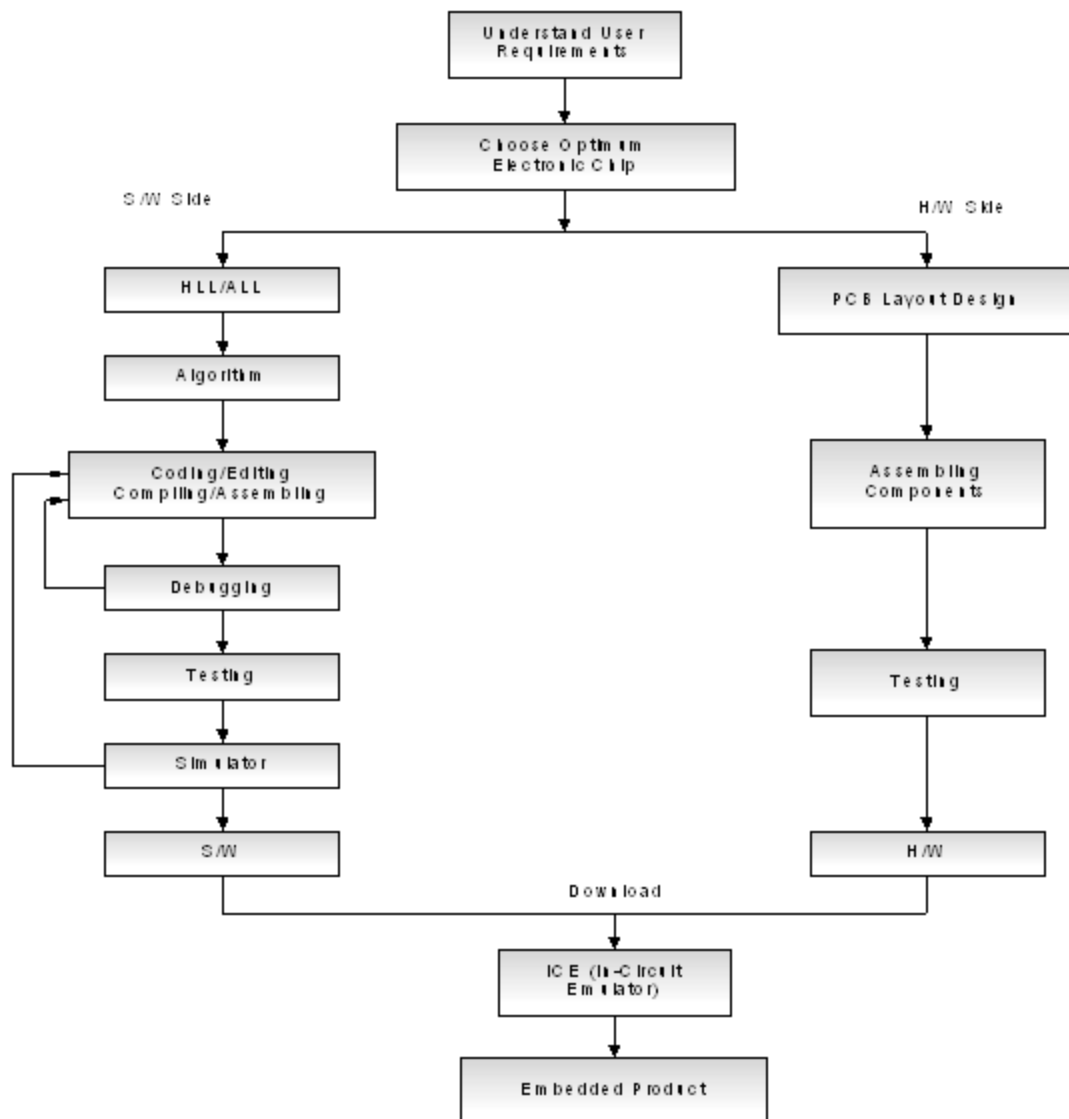 Understand User
Requirements
Choose Optimum
Electronic Chip
S/W Side
H/W Skie
HLL/ALL
PCB Layout Design
Algorithm
Coding/Editing
Compiling/Assembling
Assembling
Components
Debugging
Testing
Testing
Simulator
S/W
H/W
Download
ICE (In-Circuit
Emulator)
Embedded Product